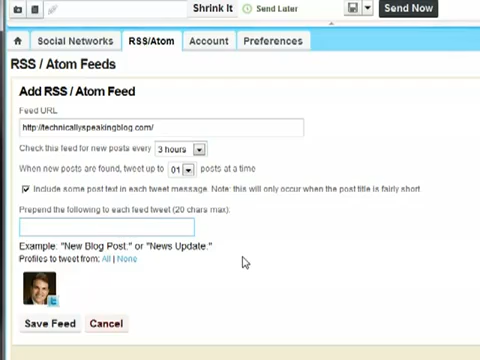 Shrink It Send Later Send Now
Social Networks RSS/Atom Account Preferences
RSS / Atom Feeds
Add RSS / Atom Feed
Feed URL
http://technicallyspeakingblog.com/
Check this feed for new posts every 3 hours
When new posts are found, tweet up to 01 posts at a time
Include some post text in each tweet message. Note: this will only occur when the post title is fairly short
Prepend the following to each feed tweet (20 chars max):
Example: "New Blog Post:" or "News Update:"
Profiles to tweet from: All | None
Save Feed Cancel